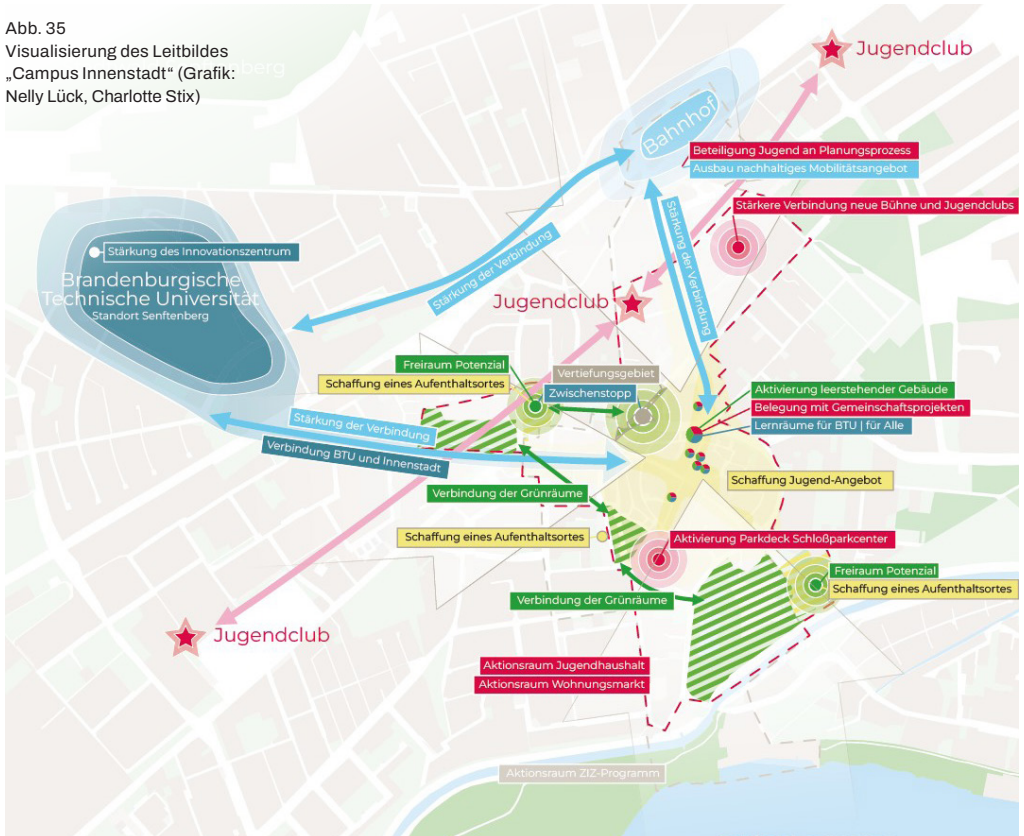 Abb. 35
Visualisierung des Leitbildes
„Campus Innenstadt“ (Grafik:
Nelly Lück, Charlotte Stix)
Jugendclub
Bahnhof
Beteiligung Jugend an Planungsprozess
Ausbau nachhaltiges Mobilitätsangebot
Stärkere Verbindung neue Bühne und Jugendclubs
Stärkung des Innovationszentrum
Brandenburgische
Technische Universität
Standort Senftenberg
Stärkung der Verbindung
Stärkung der Verbindung
Jugendclub
Freiraum Potenzial
Schaffung eines Aufenthaltsortes
Vertiefungsgebiet
Zwischenstopp
Aktivierung leerstehender Gebäude
Belegung mit Gemeinschaftsprojekten
Lernräume für BTU | für Alle
Stärkung der Verbindung
Verbindung BTU und Innenstadt
Schaffung Jugend-Angebot
Verbindung der Grünräume
Schaffung eines Aufenthaltsortes
Aktivierung Parkdeck Schloßparkcenter
Freiraum Potenzial
Schaffung eines Aufenthaltsortes
Verbindung der Grünräume
Jugendclub
Aktionsraum Jugendhaushalt
Aktionsraum Wohnungsmarkt
Aktionsraum ZIZ-Programm